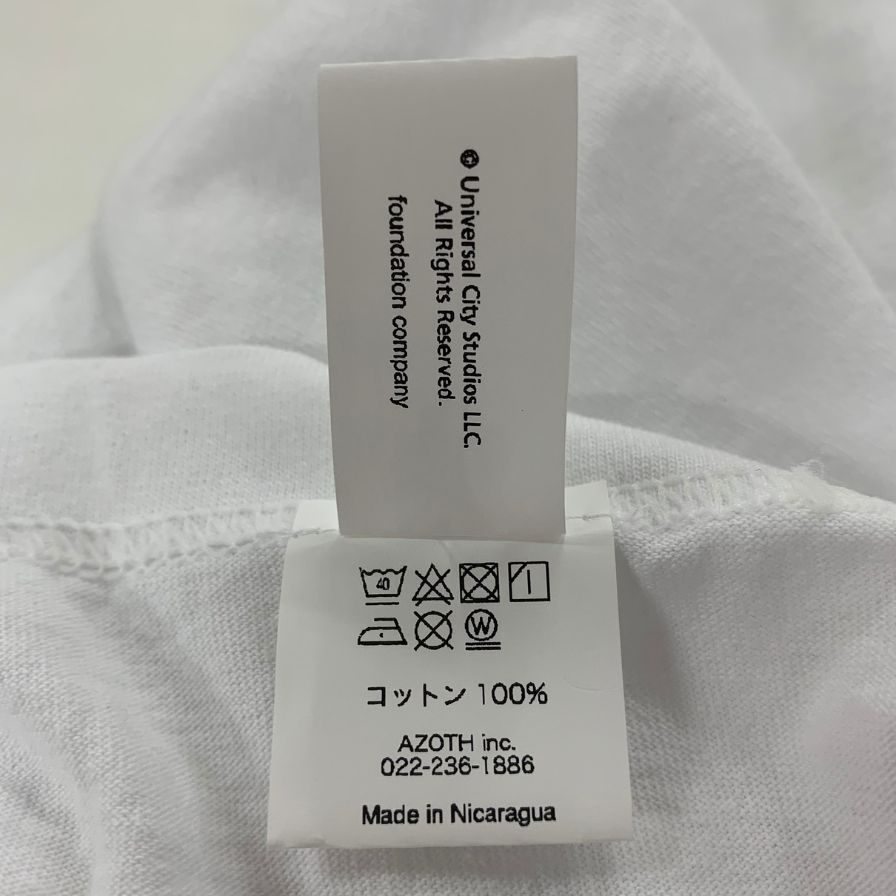 © Universal City Studios LLC.
All Rights Reserved.
foundation company
40
W
コットン 100%
AZOTH inc.
022-236-1886
Made in Nicaragua